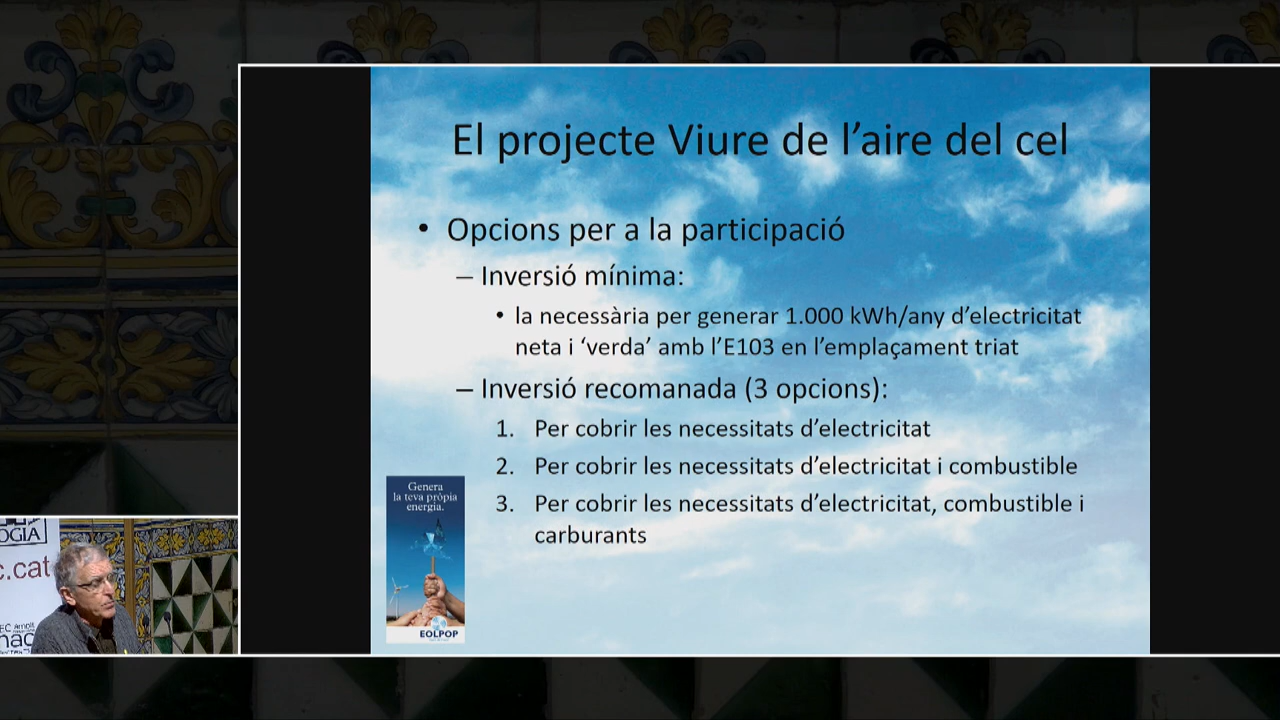 El projecte Viure de l’aire del cel
• Opcions per a la participació
– Inversió mínima:
• la necessària per generar 1.000 kWh/any d’electricitat
neta i ‘verda’ amb l’E103 en l’emplaçament triat
– Inversió recomanada (3 opcions):
1. Per cobrir les necessitats d’electricitat
2. Per cobrir les necessitats d’electricitat i combustible
3. Per cobrir les necessitats d’electricitat, combustible i
carburants
Genera
la teva pròpia
energia.
EOLPOP
OGIA
c.cat